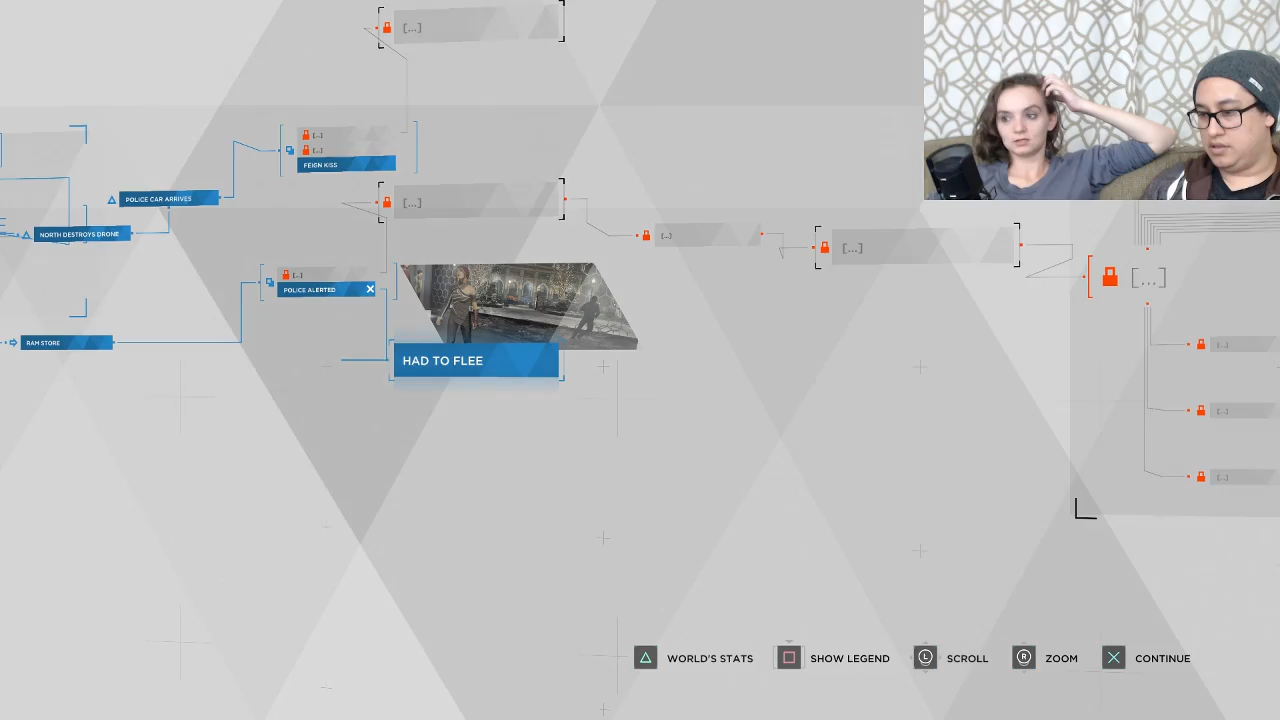 [...]
[...]
[...]
FEIGN KISS
POLICE CAR ARRIVES
[...]
NORTH DESTROYS DRONE
[...]
[...]
[...]
[...]
POLICE ALERTED
RAM STORE
[...]
HAD TO FLEE
[...]
[...]
WORLD'S STATS
SHOW LEGEND
L SCROLL
R ZOOM
CONTINUE